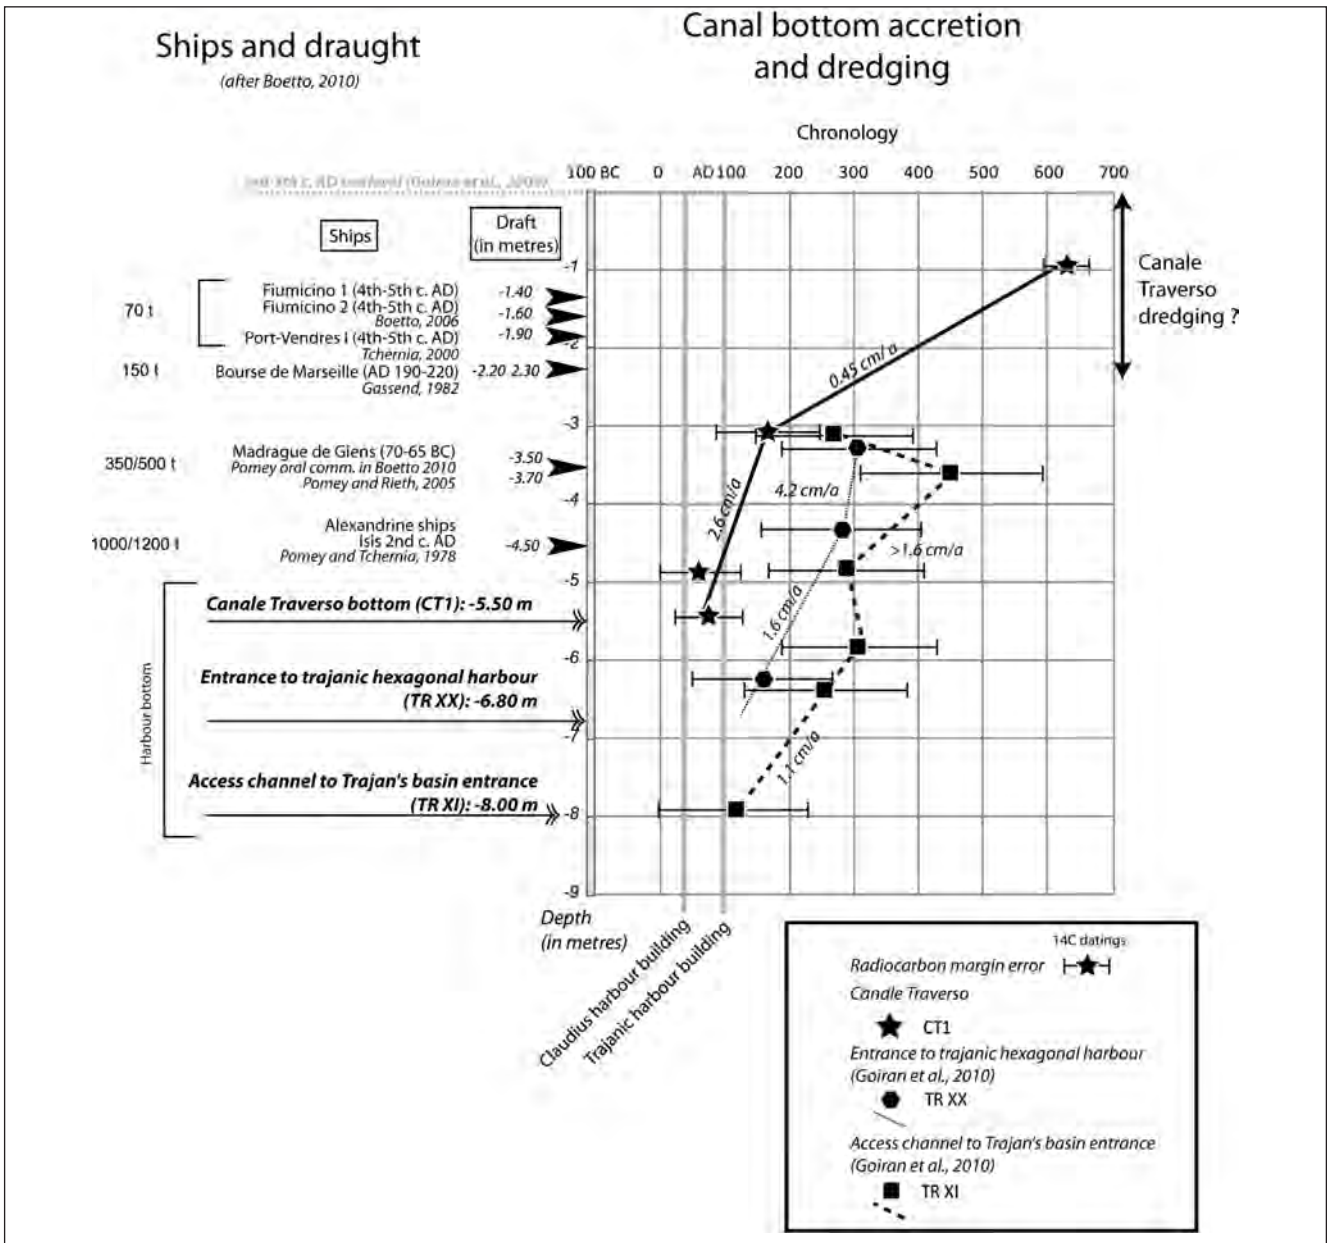 Ships and draught
(after Boetto, 2010)
Canal bottom accretion
and dredging
Chronology
100 BC 0 AD 100 200 300 400 500 600 700
Ships
Draft
(in metres)
70 t
Fiumicino 1 (4th-5th c. AD)
-1.40
Fiumicino 2 (4th-5th c. AD)
-1.60
Boetto, 2006
Port-Vendres I (4th-5th c. AD)
-1.90
Tchernia, 2000
150 t
Bourse de Marseille (AD 190-220)
-2.20 2.30
Gassend, 1982
350/500 t
Madrague de Giens (70-65 BC)
-3.50
Pomey oral comm. in Boetto 2010
-3.70
Pomey and Rieth, 2005
1000/1200 t
Alexandrine ships
Isis 2nd c. AD
-4.50
Pomey and Tchernia, 1978
Harbour bottom
Canale Traverso bottom (CT1): -5.50 m
Entrance to trajanic hexagonal harbour
(TR XX): -6.80 m
Access channel to Trajan's basin entrance
(TR XI): -8.00 m
-1
-2
-3
-4
-5
-6
-7
-8
-9
Depth
(in metres)
Canale
Traverso
dredging ?
0.45 cm/a
2.6 cm/a
4.2 cm/a
>1.6 cm/a
1.6 cm/a
1.1 cm/a
Claudius harbour building
Trajanic harbour building
14C datings
Radiocarbon margin error
Candle Traverso
CT1
Entrance to trajanic hexagonal harbour
(Goiran et al., 2010)
TR XX
Access channel to Trajan's basin entrance
(Goiran et al., 2010)
TR XI